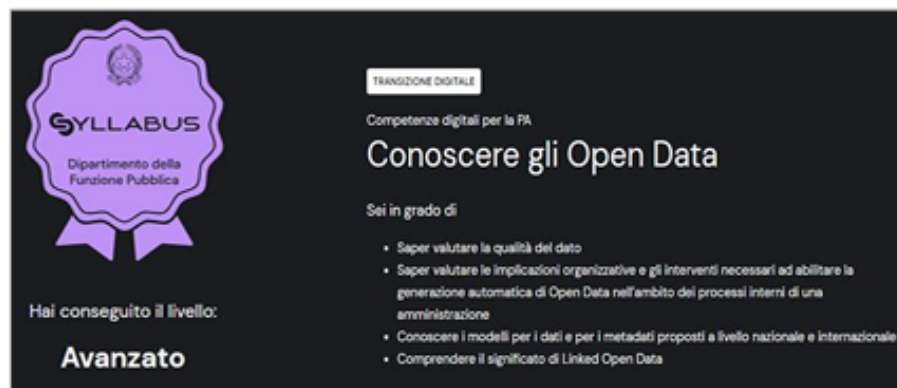 SYLLABUS
Dipartimento della
Funzione Pubblica
Hai conseguito il livello:
Avanzato
TRANSIZIONE DIGITALE
Competenze digitali per la PA
Conoscere gli Open Data
Sei in grado di
• Saper valutare la qualità del dato
• Saper valutare le implicazioni organizzative e gli interventi necessari ad abilitare la
generazione automatica di Open Data nell'ambito dei processi interni di una
amministrazione
• Conoscere i modelli per i dati e per i metadati proposti a livello nazionale e internazionale
• Comprendere il significato di Linked Open Data